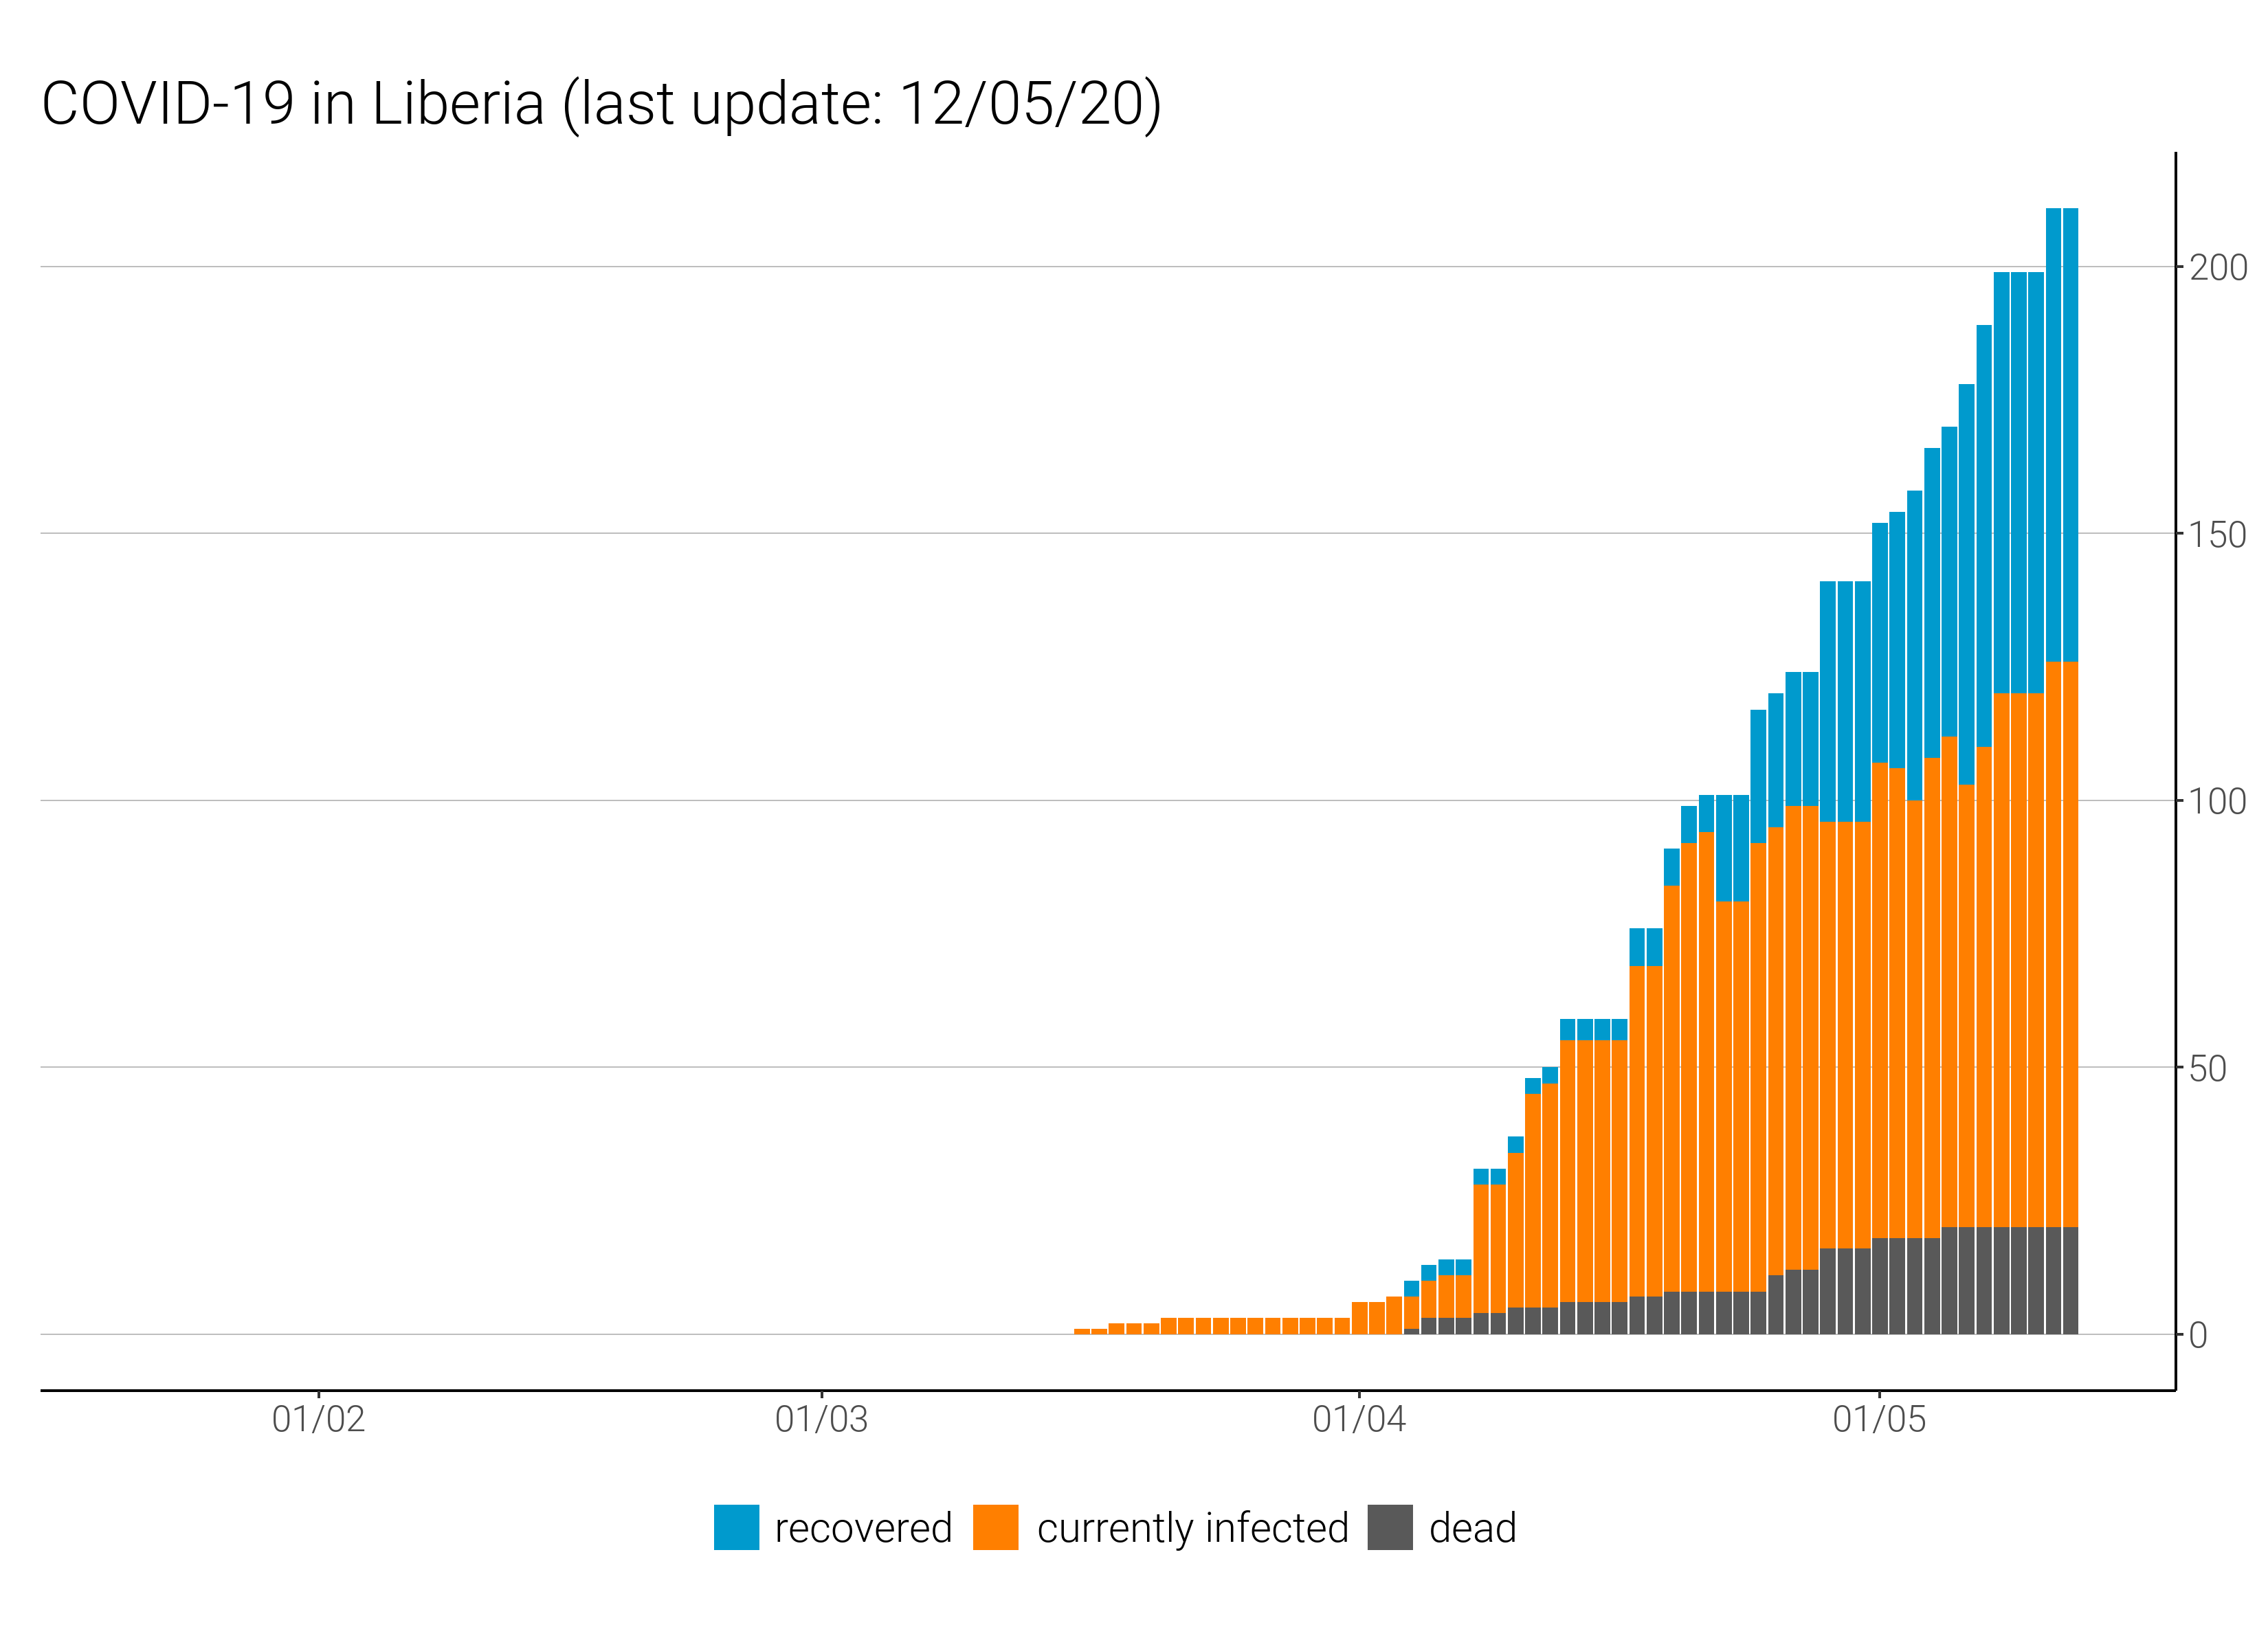 COVID-19 in Liberia (last update: 12/05/20)
200
150
100
50
0
01/02 01/03 01/04 01/05
recovered currently infected dead